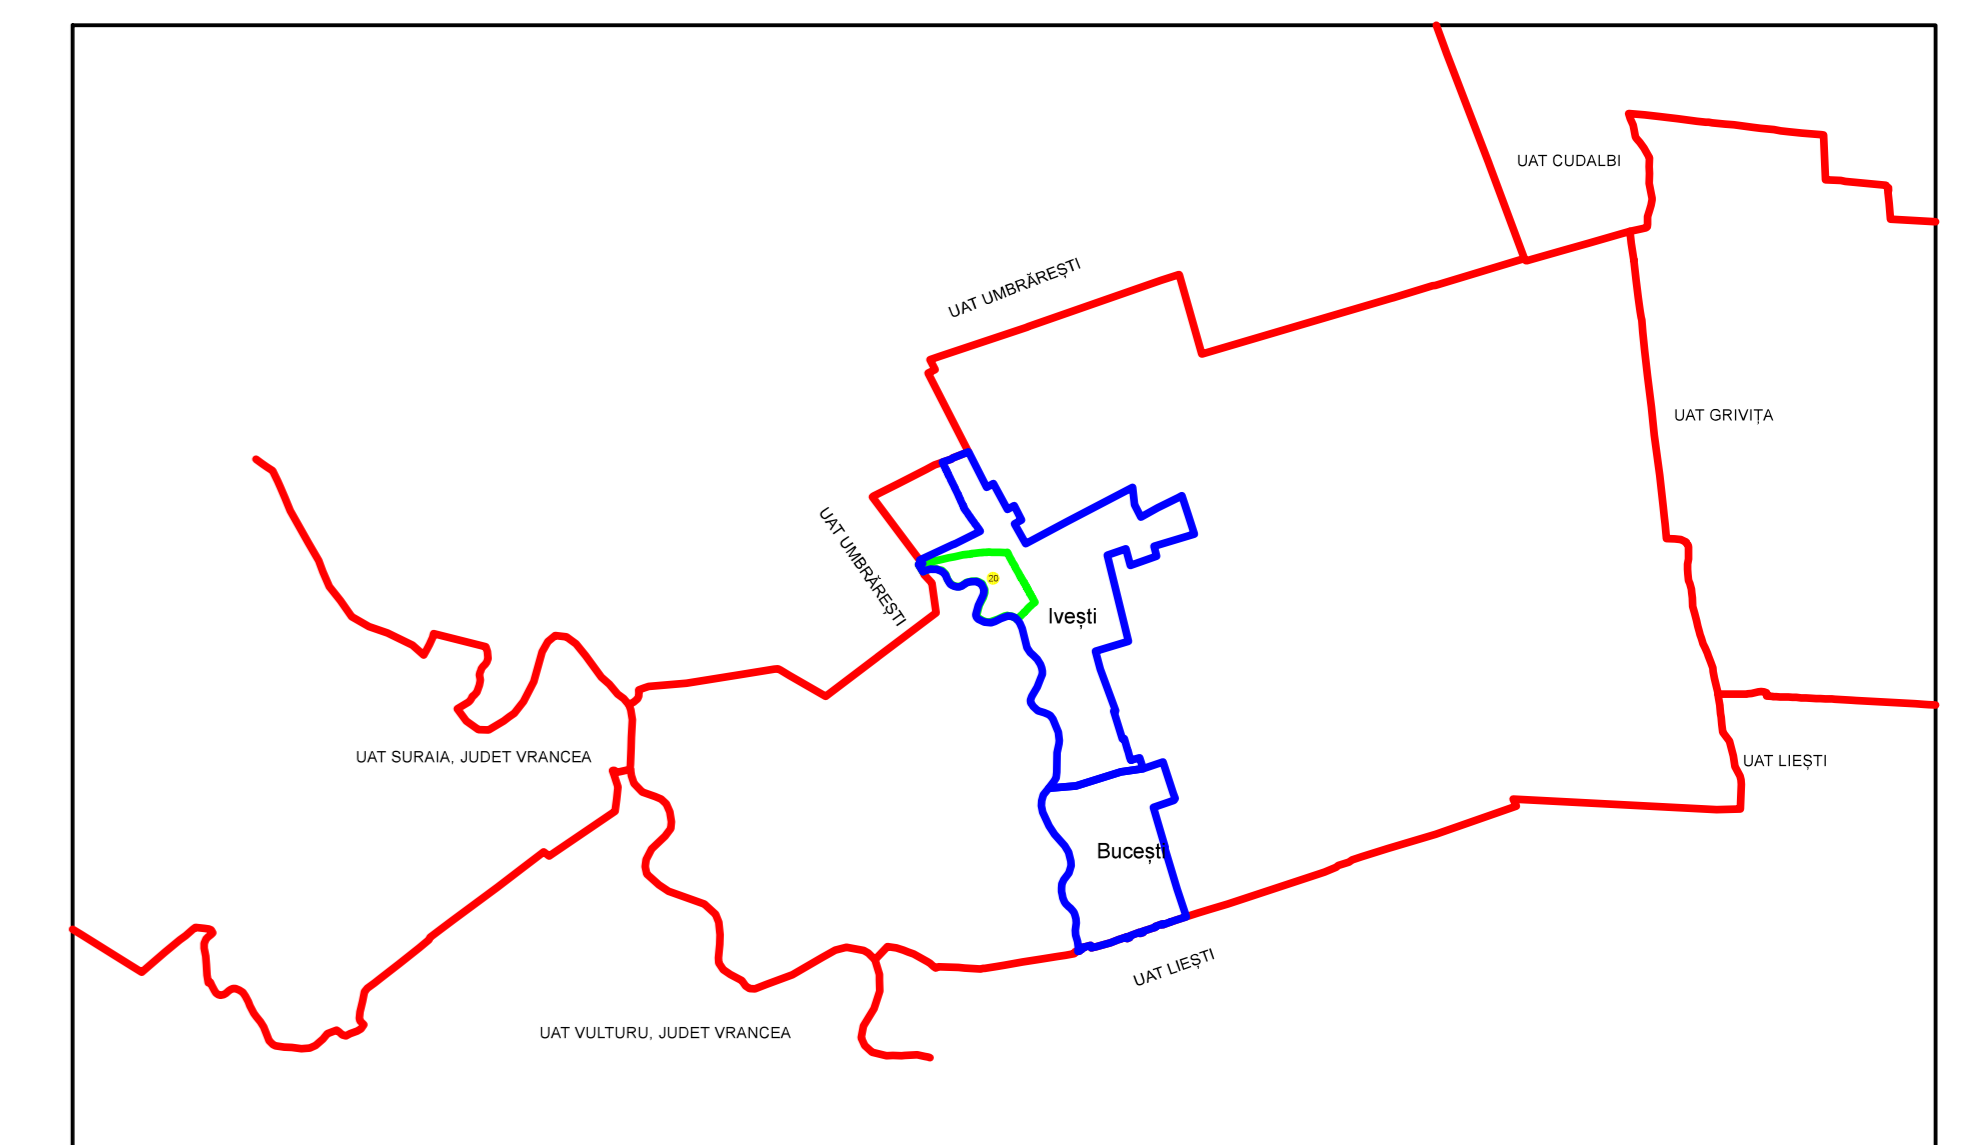 UAT CUDALBI
UAT UMBRĂREȘTI
UAT GRIVIȚA
UAT UMBRĂREȘTI
20
Ivești
UAT SURAIA, JUDET VRANCEA
UAT LIEȘTI
Bucești
UAT LIEȘTI
UAT VULTURU, JUDET VRANCEA